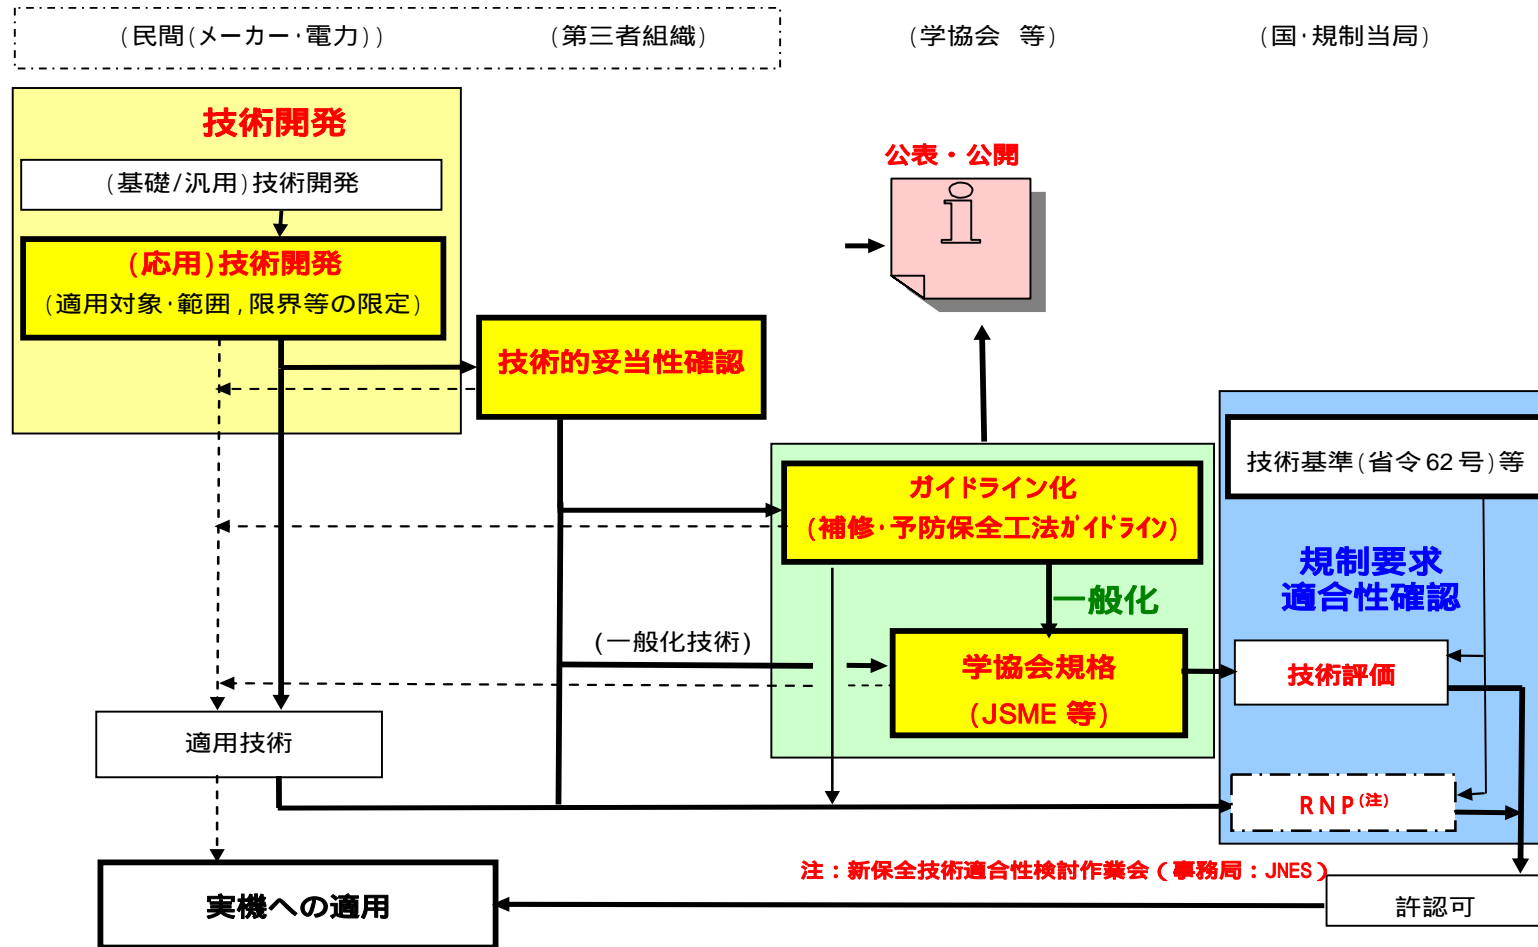 (民間(メーカー・電力))
(第三者組織)
(学協会 等)
(国・規制当局)
技術開発
(基礎/汎用)技術開発
(応用)技術開発
(適用対象・範囲,限界等の限定)
公表・公開
i
技術的妥当性確認
ガイドライン化
(補修・予防保全工法ｶﾞｲﾄﾞﾗｲﾝ)
一般化
(一般化技術)
学協会規格
(JSME 等)
技術基準(省令62号)等
規制要求
適合性確認
技術評価
適用技術
RNP(注)
注:新保全技術適合性検討作業会(事務局:JNES)
実機への適用
許認可